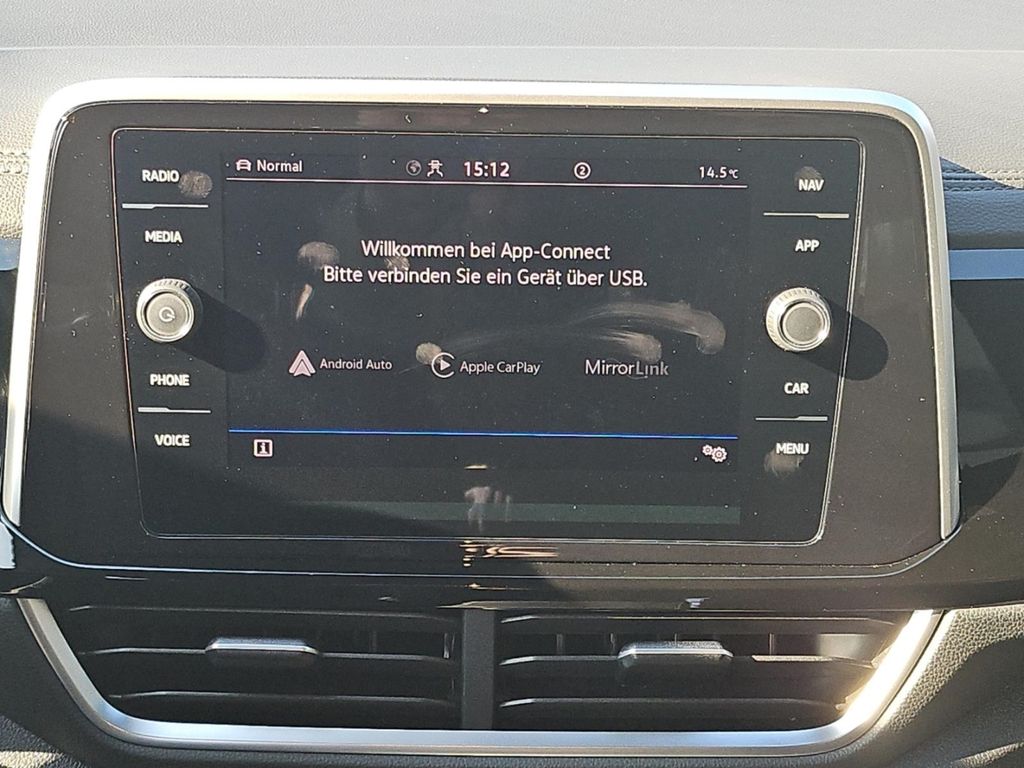 Normal 15:12 2 14.5°C
RADIO
MEDIA
PHONE
VOICE
Willkommen bei App-Connect
Bitte verbinden Sie ein Gerät über USB.
Android Auto Apple CarPlay MirrorLink
i
NAV
APP
CAR
MENU